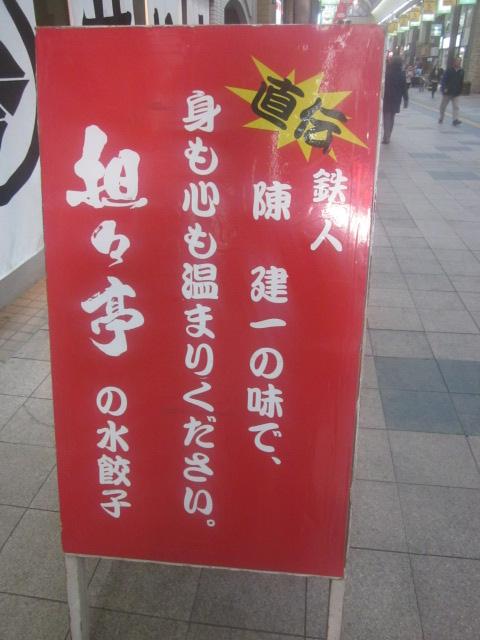 直伝
鉄人
陳 建一の味で、
身も心も温まりください。
担々亭の水餃子